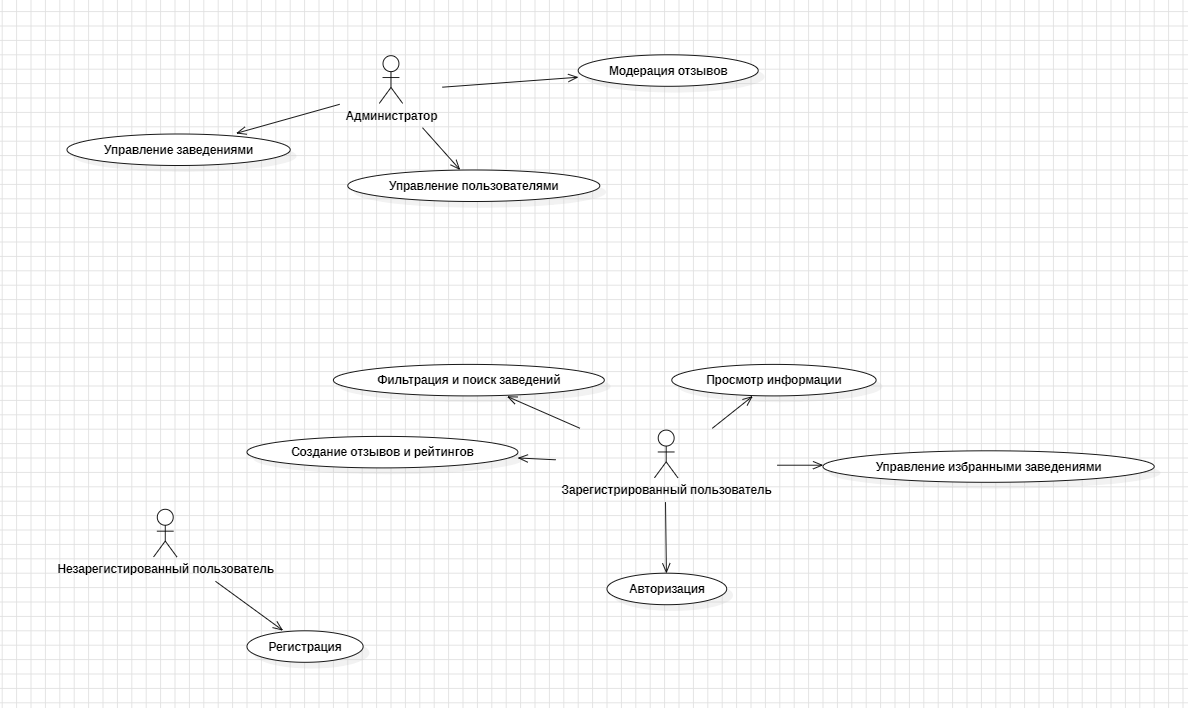 Модерация отзывов
Администратор
Управление заведениями
Управление пользователями
Фильтрация и поиск заведений
Просмотр информации
Создание отзывов и рейтингов
Управление избранными заведениями
Зарегистрированный пользователь
Незарегистированный пользователь
Авторизация
Регистрация